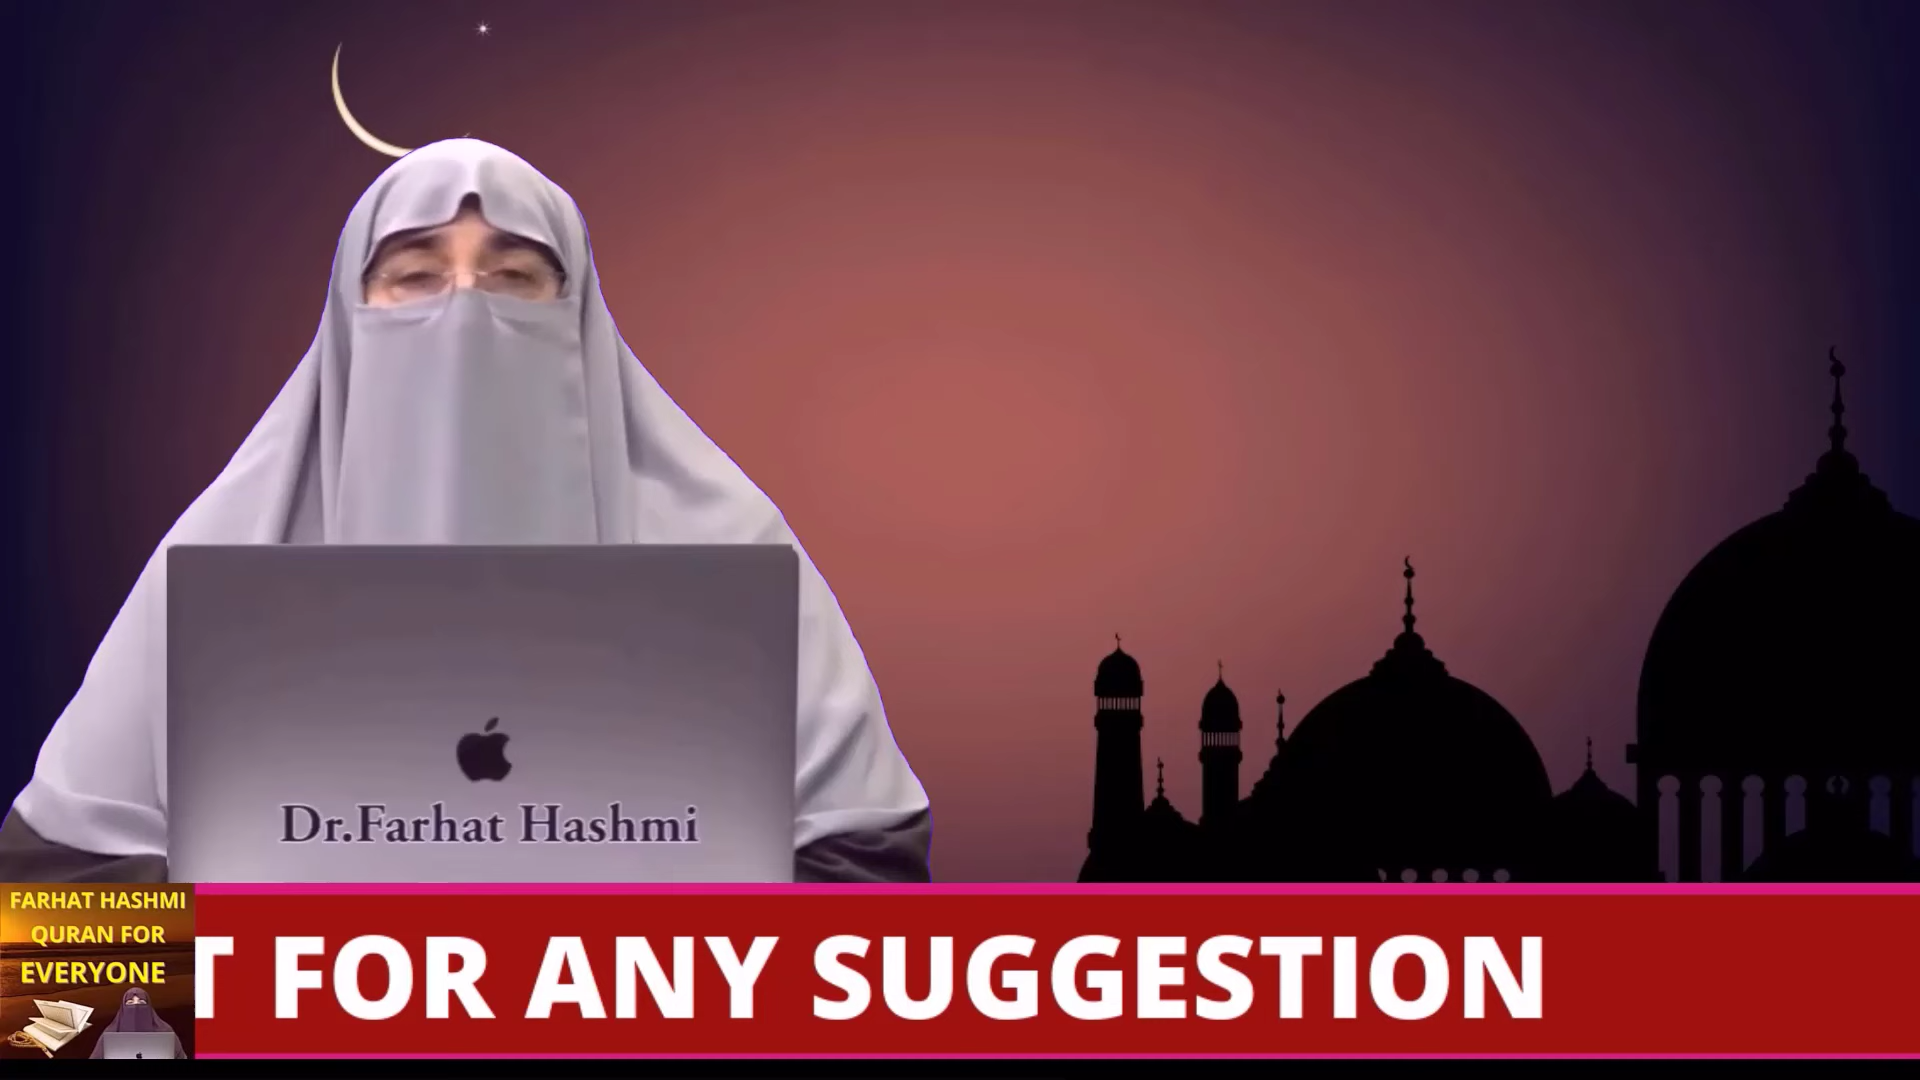 Dr.Farhat Hashmi
FARHAT HASHMI
QURAN FOR
EVERYONE
T FOR ANY SUGGESTION